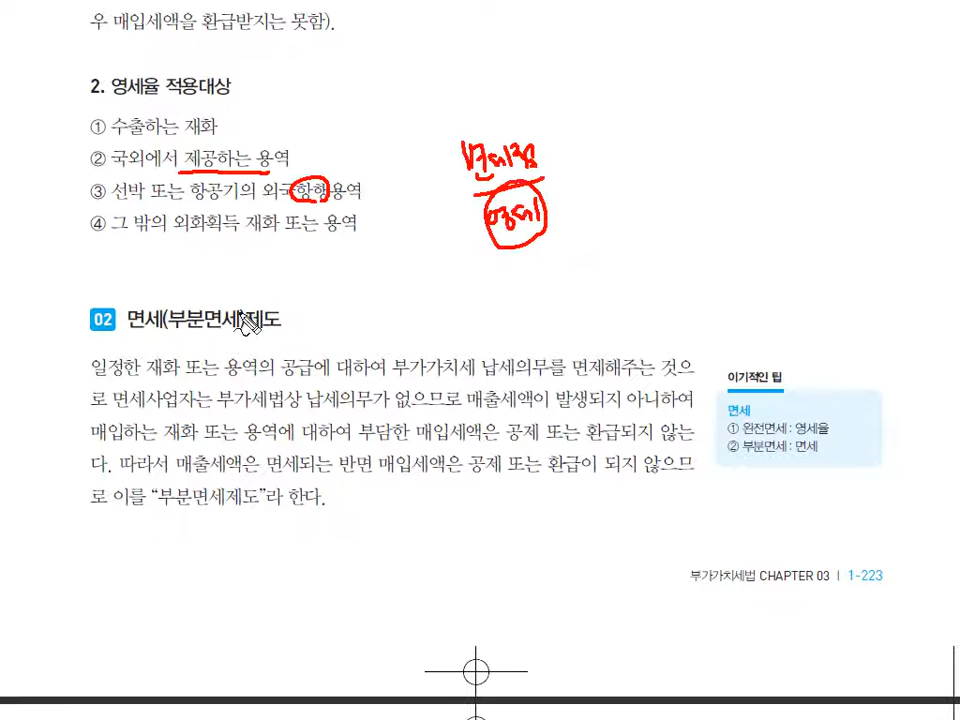 우 매입세액을 환급받지는 못함).
2. 영세율 적용대상
① 수출하는 재화
② 국외에서 제공하는 용역
③ 선박 또는 항공기의 외국항행용역
④ 그 밖의 외화획득 재화 또는 용역
면세점
영세
02 면세(부분면세)제도
일정한 재화 또는 용역의 공급에 대하여 부가가치세 납세의무를 면제해주는 것으
로 면세사업자는 부가세법상 납세의무가 없으므로 매출세액이 발생되지 아니하여
매입하는 재화 또는 용역에 대하여 부담한 매입세액은 공제 또는 환급되지 않는
다. 따라서 매출세액은 면세되는 반면 매입세액은 공제 또는 환급이 되지 않으므
로 이를 “부분면세제도”라 한다.
이기적인 팁
면세
① 완전면세 : 영세율
② 부분면세 : 면세
부가가치세법 CHAPTER 03 | 1-223